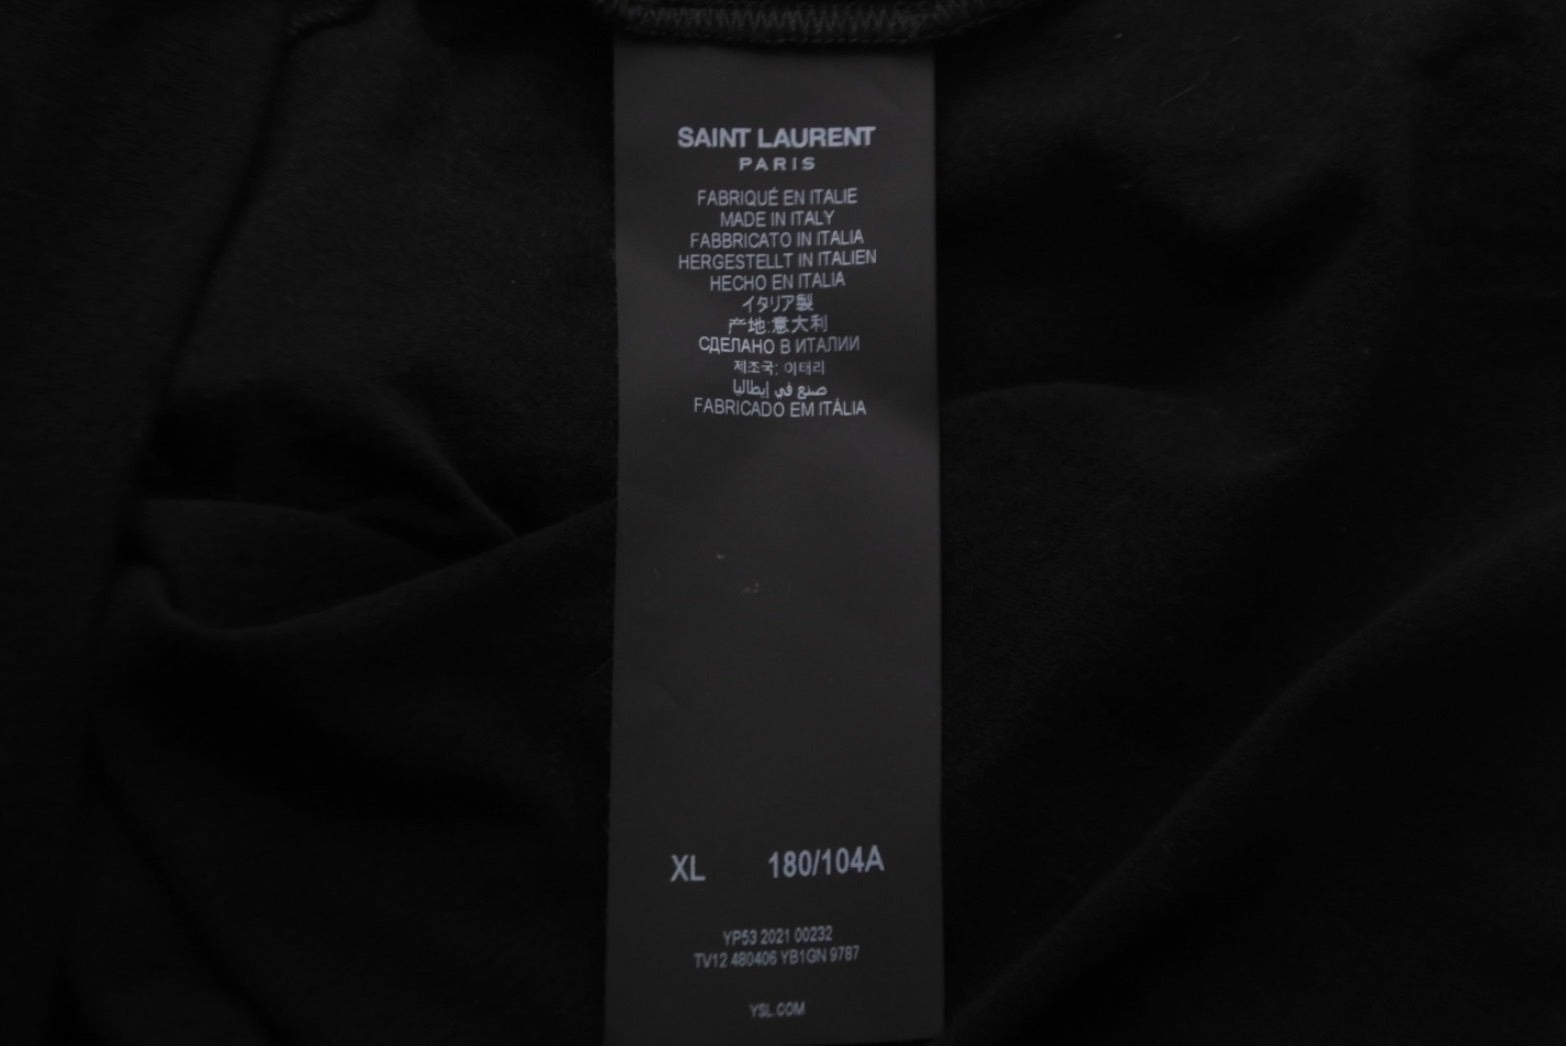 SAINT LAURENT
PARIS
FABRIQUÉ EN ITALIE
MADE IN ITALY
FABBRICATO IN ITALIA
HERGESTELLT IN ITALIEN
HECHO EN ITALIA
イタリア製
产地:意大利
СДЕЛАНО В ИТАЛИИ
제조국: 이태리
صنع في إيطاليا
FABRICADO EM ITÁLIA
XL 180/104A
YP53 2021 00232
TV12 480406 YB1GN 9787
YSL.COM